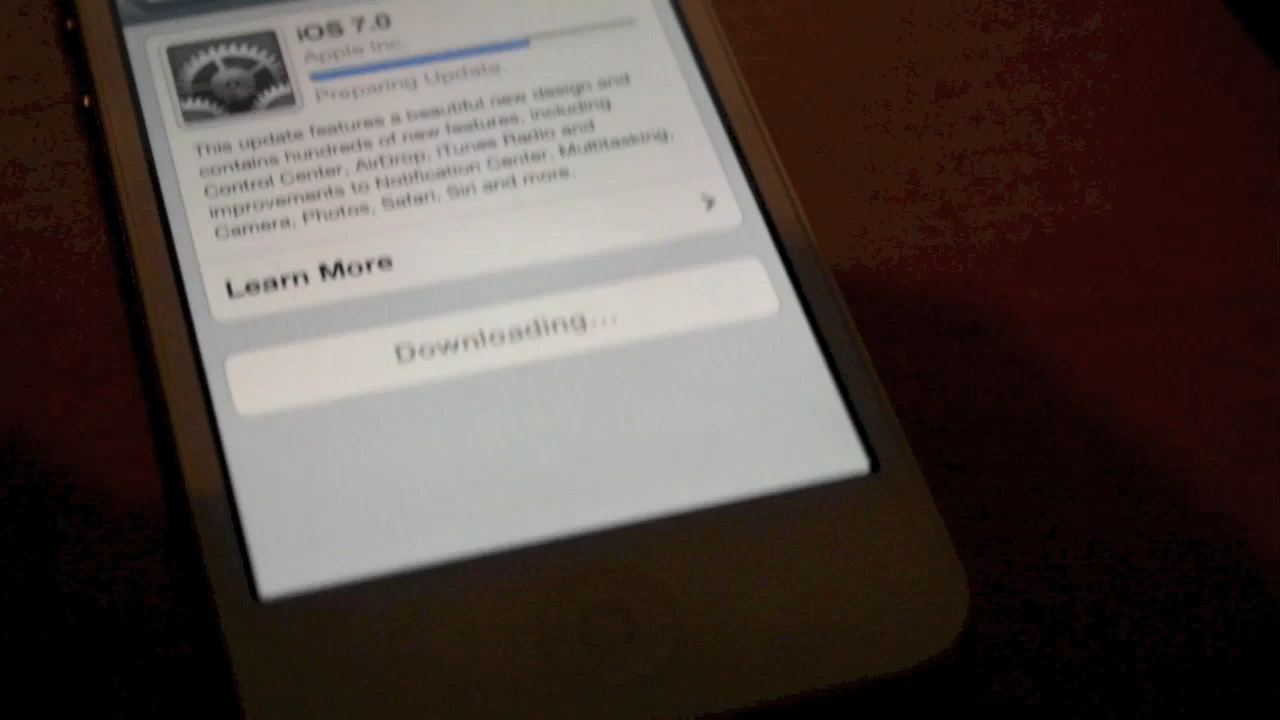 iOS 7.0
Apple Inc.
Preparing Update...
This update features a beautiful new design and
contains hundreds of new features, including
Control Center, AirDrop, iTunes Radio and
improvements to Notification Center, Multitasking,
Camera, Photos, Safari, Siri and more.
Learn More
Downloading...